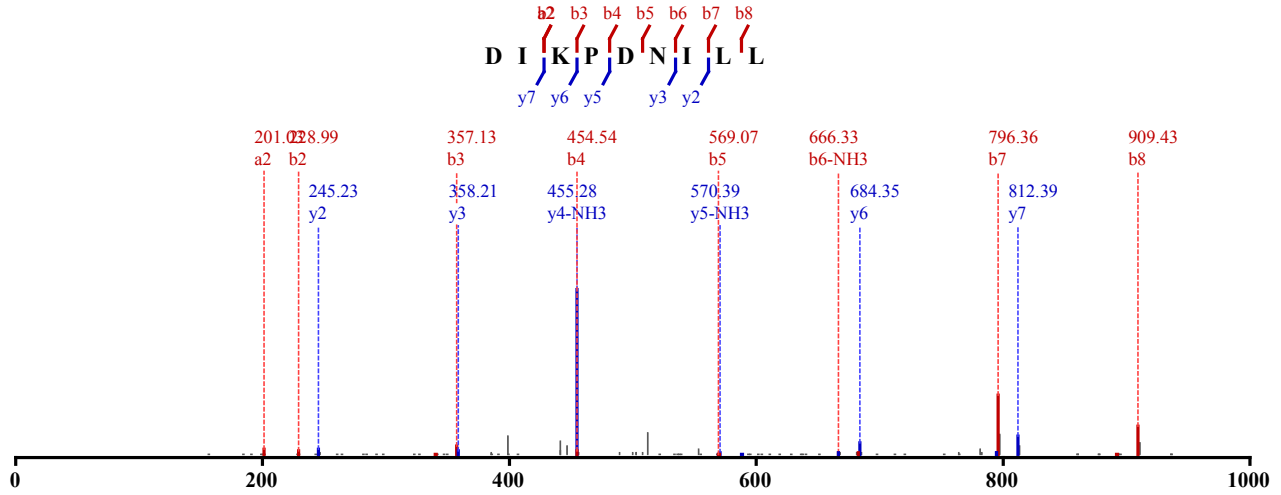 a2 b2 b3 b4 b5 b6 b7 b8
D I K P D N I L L
y7 y6 y5 y3 y2
201.03 228.99 357.13 454.54 569.07 666.33 796.36 909.43
a2 b2 b3 b4 b5 b6-NH3 b7 b8
245.23 358.21 455.28 570.39 684.35 812.39
y2 y3 y4-NH3 y5-NH3 y6 y7
0 200 400 600 800 1000